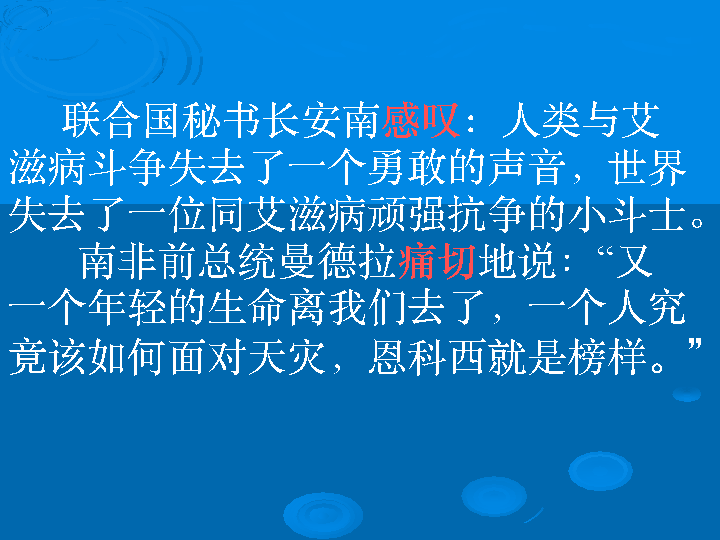 联合国秘书长安南感叹：人类与艾
滋病斗争失去了一个勇敢的声音，世界
失去了一位同艾滋病顽强抗争的小斗士。
南非前总统曼德拉痛切地说：“又
一个年轻的生命离我们去了，一个人究
竟该如何面对天灾，恩科西就是榜样。”